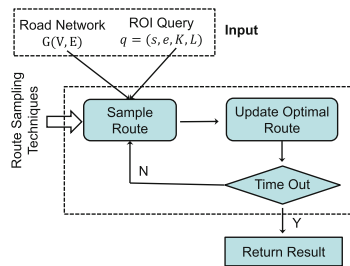 Road Network
G(V, E)
ROI Query
q = (s, e, K, L)
Input
Route Sampling
Techniques
Sample
Route
Update Optimal
Route
N
Time Out
Y
Return Result